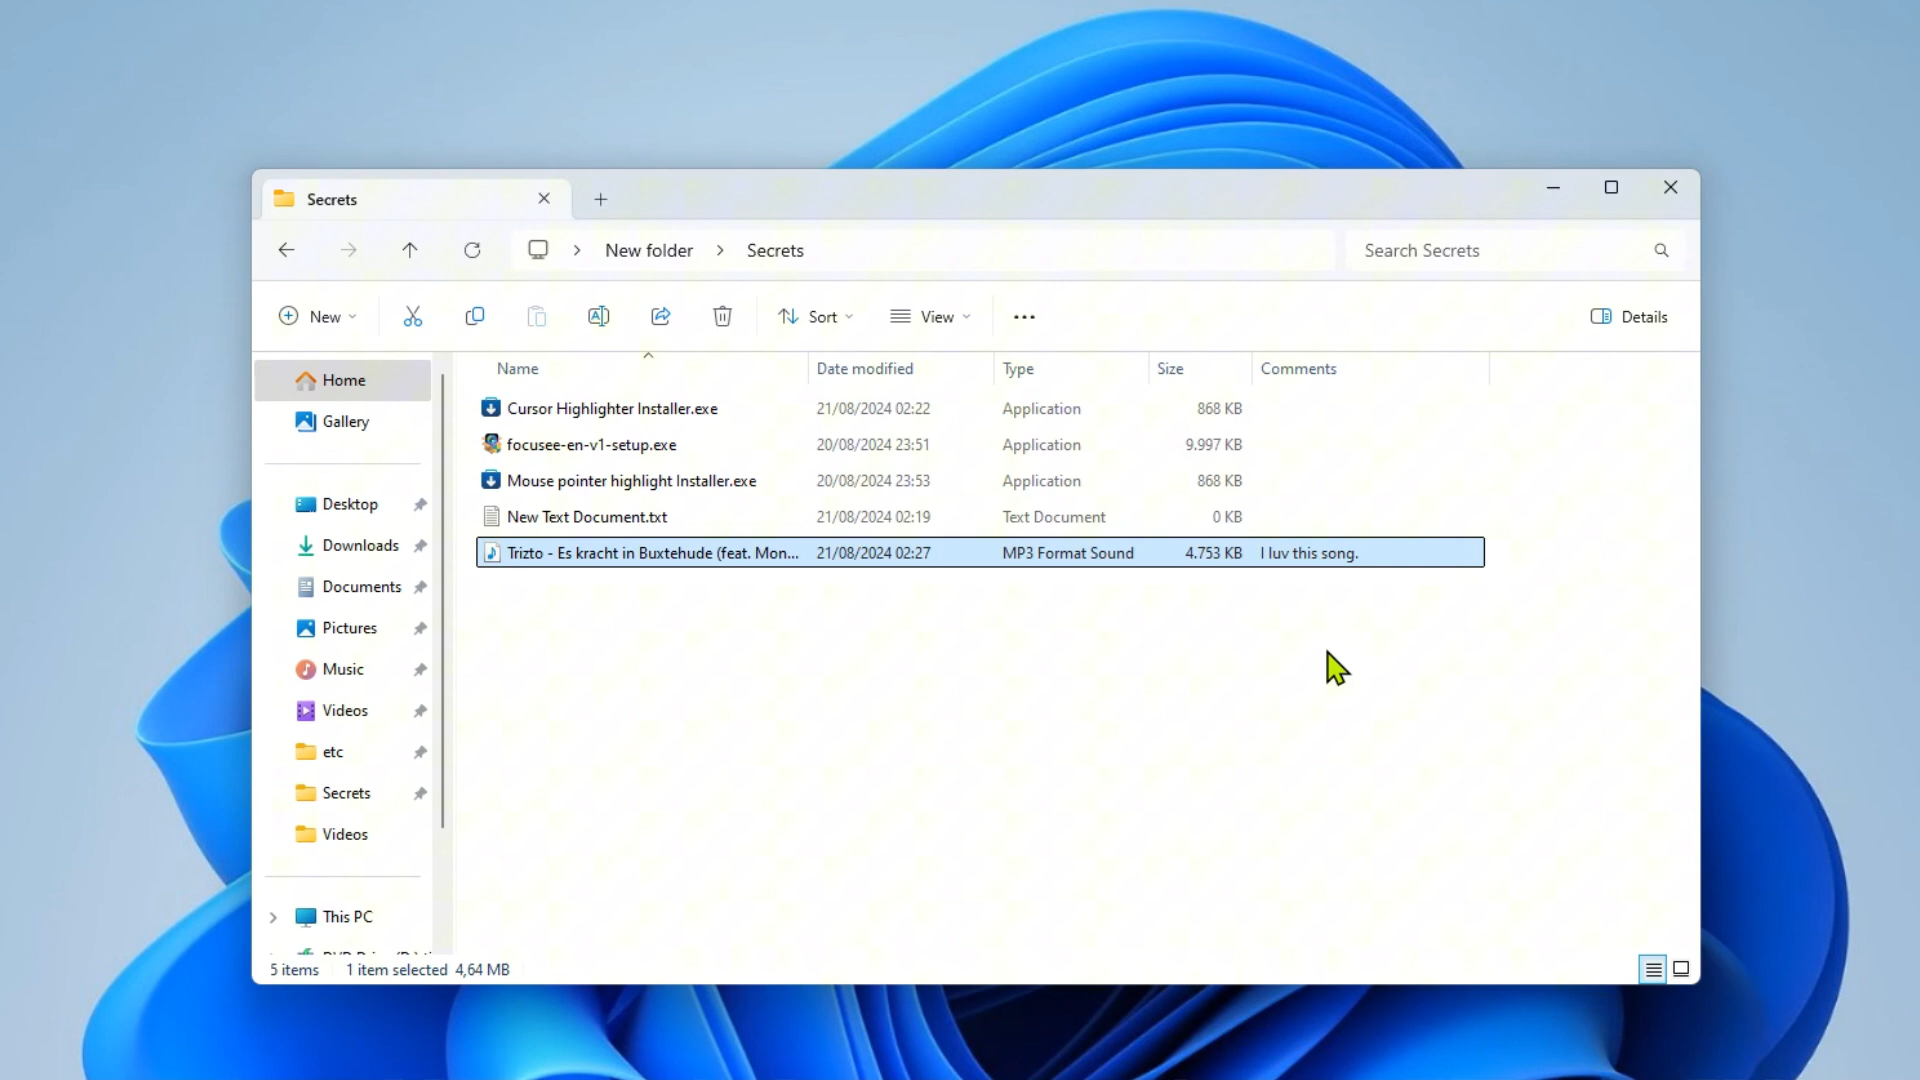 Secrets
New folder
Secrets
Search Secrets
New
Sort
View
Details
Name
Date modified
Type
Size
Comments
Cursor Highlighter Installer.exe 21/08/2024 02:22 Application 868 KB
focusee-en-v1-setup.exe 20/08/2024 23:51 Application 9.997 KB
Mouse pointer highlight Installer.exe 20/08/2024 23:53 Application 868 KB
New Text Document.txt 21/08/2024 02:19 Text Document 0 KB
Trizto - Es kracht in Buxtehude (feat. Mon... 21/08/2024 02:27 MP3 Format Sound 4.753 KB I luv this song.
Home
Gallery
Desktop
Downloads
Documents
Pictures
Music
Videos
etc
Secrets
Videos
This PC
5 items 1 item selected 4,64 MB